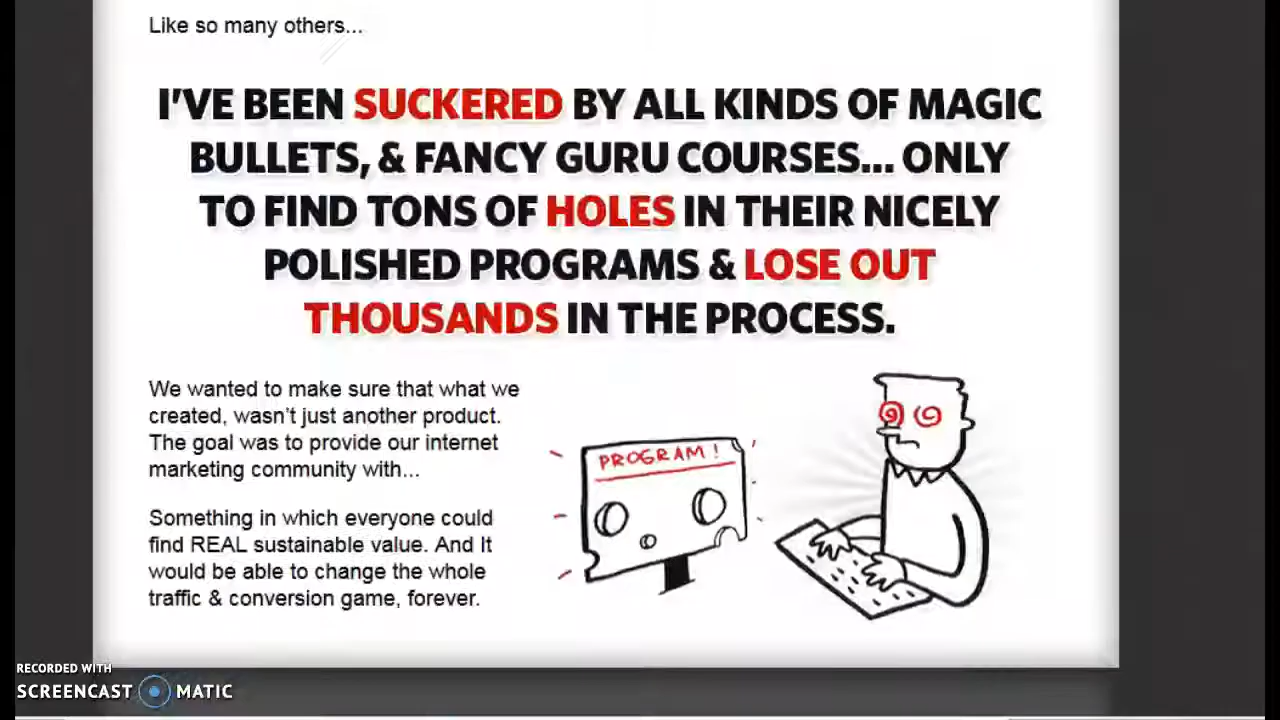 Like so many others...
I'VE BEEN SUCKERED BY ALL KINDS OF MAGIC
BULLETS, & FANCY GURU COURSES... ONLY
TO FIND TONS OF HOLES IN THEIR NICELY
POLISHED PROGRAMS & LOSE OUT
THOUSANDS IN THE PROCESS.
We wanted to make sure that what we
created, wasn't just another product.
The goal was to provide our internet
marketing community with...
Something in which everyone could
find REAL sustainable value. And It
would be able to change the whole
traffic & conversion game, forever.
PROGRAM!
RECORDED WITH
SCREENCAST MATIC